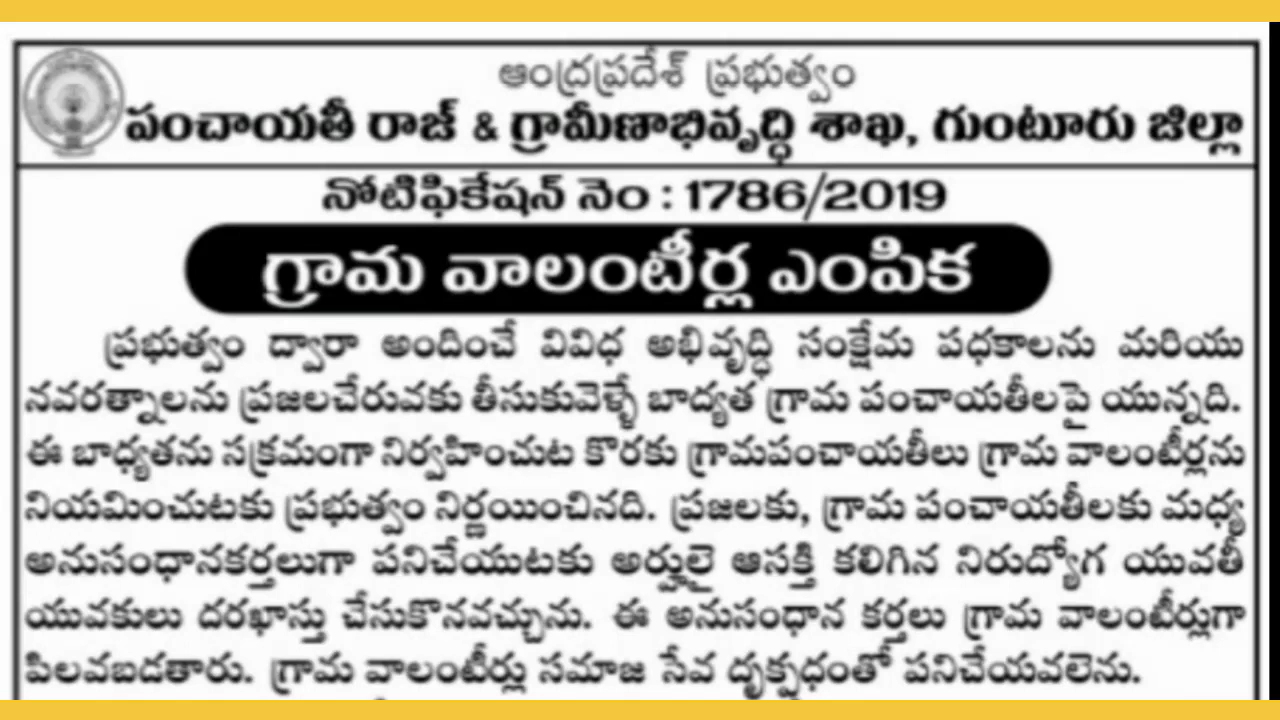 ఆంధ్రప్రదేశ్ ప్రభుత్వం
పంచాయతీ రాజ్ & గ్రామీణాభివృద్ధి శాఖ, గుంటూరు జిల్లా
నోటిఫికేషన్ నెం : 1786/2019
గ్రామ వాలంటీర్ల ఎంపిక
ప్రభుత్వం ద్వారా అందించే వివిధ అభివృద్ధి సంక్షేమ పధకాలను మరియు
నవరత్నాలను ప్రజలచేరువకు తీసుకువెళ్ళే బాద్యత గ్రామ పంచాయతీలపై యున్నది.
ఈ బాధ్యతను సక్రమంగా నిర్వహించుట కొరకు గ్రామపంచాయతీలు గ్రామ వాలంటీర్లను
నియమించుటకు ప్రభుత్వం నిర్ణయించినది. ప్రజలకు, గ్రామ పంచాయతీలకు మధ్య
అనుసంధానకర్తలుగా పనిచేయుటకు అర్హులై ఆసక్తి కలిగిన నిరుద్యోగ యువతీ
యువకులు దరఖాస్తు చేసుకొనవచ్చును. ఈ అనుసంధాన కర్తలు గ్రామ వాలంటీర్లుగా
పిలవబడతారు. గ్రామ వాలంటీర్లు సమాజ సేవ దృక్పధంతో పనిచేయవలెను.